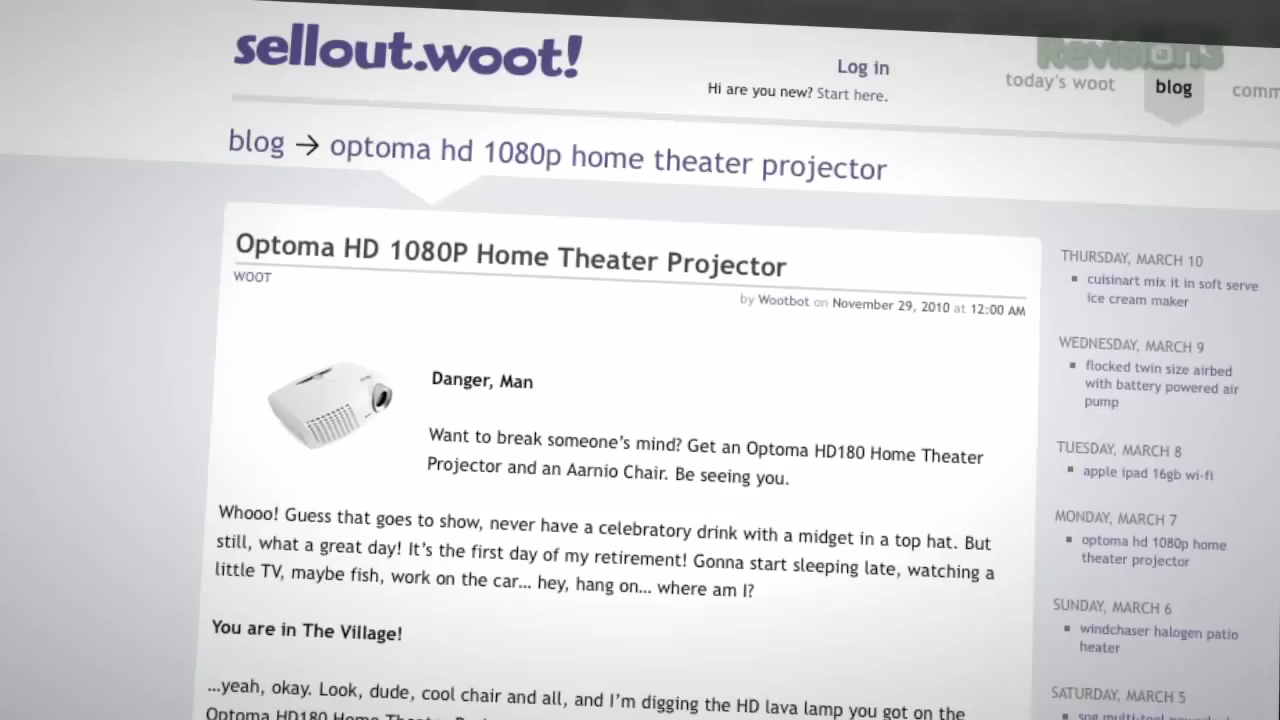 sellout.woot!
Revision3
Log in
Hi are you new? Start here.
today's woot
blog
comm
blog → optoma hd 1080p home theater projector
Optoma HD 1080P Home Theater Projector
WOOT
by Wootbot on November 29, 2010 at 12:00 AM
Danger, Man
Want to break someone's mind? Get an Optoma HD180 Home Theater
Projector and an Aarnio Chair. Be seeing you.
Whooo! Guess that goes to show, never have a celebratory drink with a midget in a top hat. But
still, what a great day! It's the first day of my retirement! Gonna start sleeping late, watching a
little TV, maybe fish, work on the car... hey, hang on... where am I?
You are in The Village!
...yeah, okay. Look, dude, cool chair and all, and I'm digging the HD lava lamp you got on the
Optoma HD180 Home Theater
THURSDAY, MARCH 10
cuisinart mix it in soft serve
ice cream maker
WEDNESDAY, MARCH 9
flocked twin size airbed
with battery powered air
pump
TUESDAY, MARCH 8
apple ipad 16gb wi-fi
MONDAY, MARCH 7
optoma hd 1080p home
theater projector
SUNDAY, MARCH 6
windchaser halogen patio
heater
SATURDAY, MARCH 5
sog multi-tool